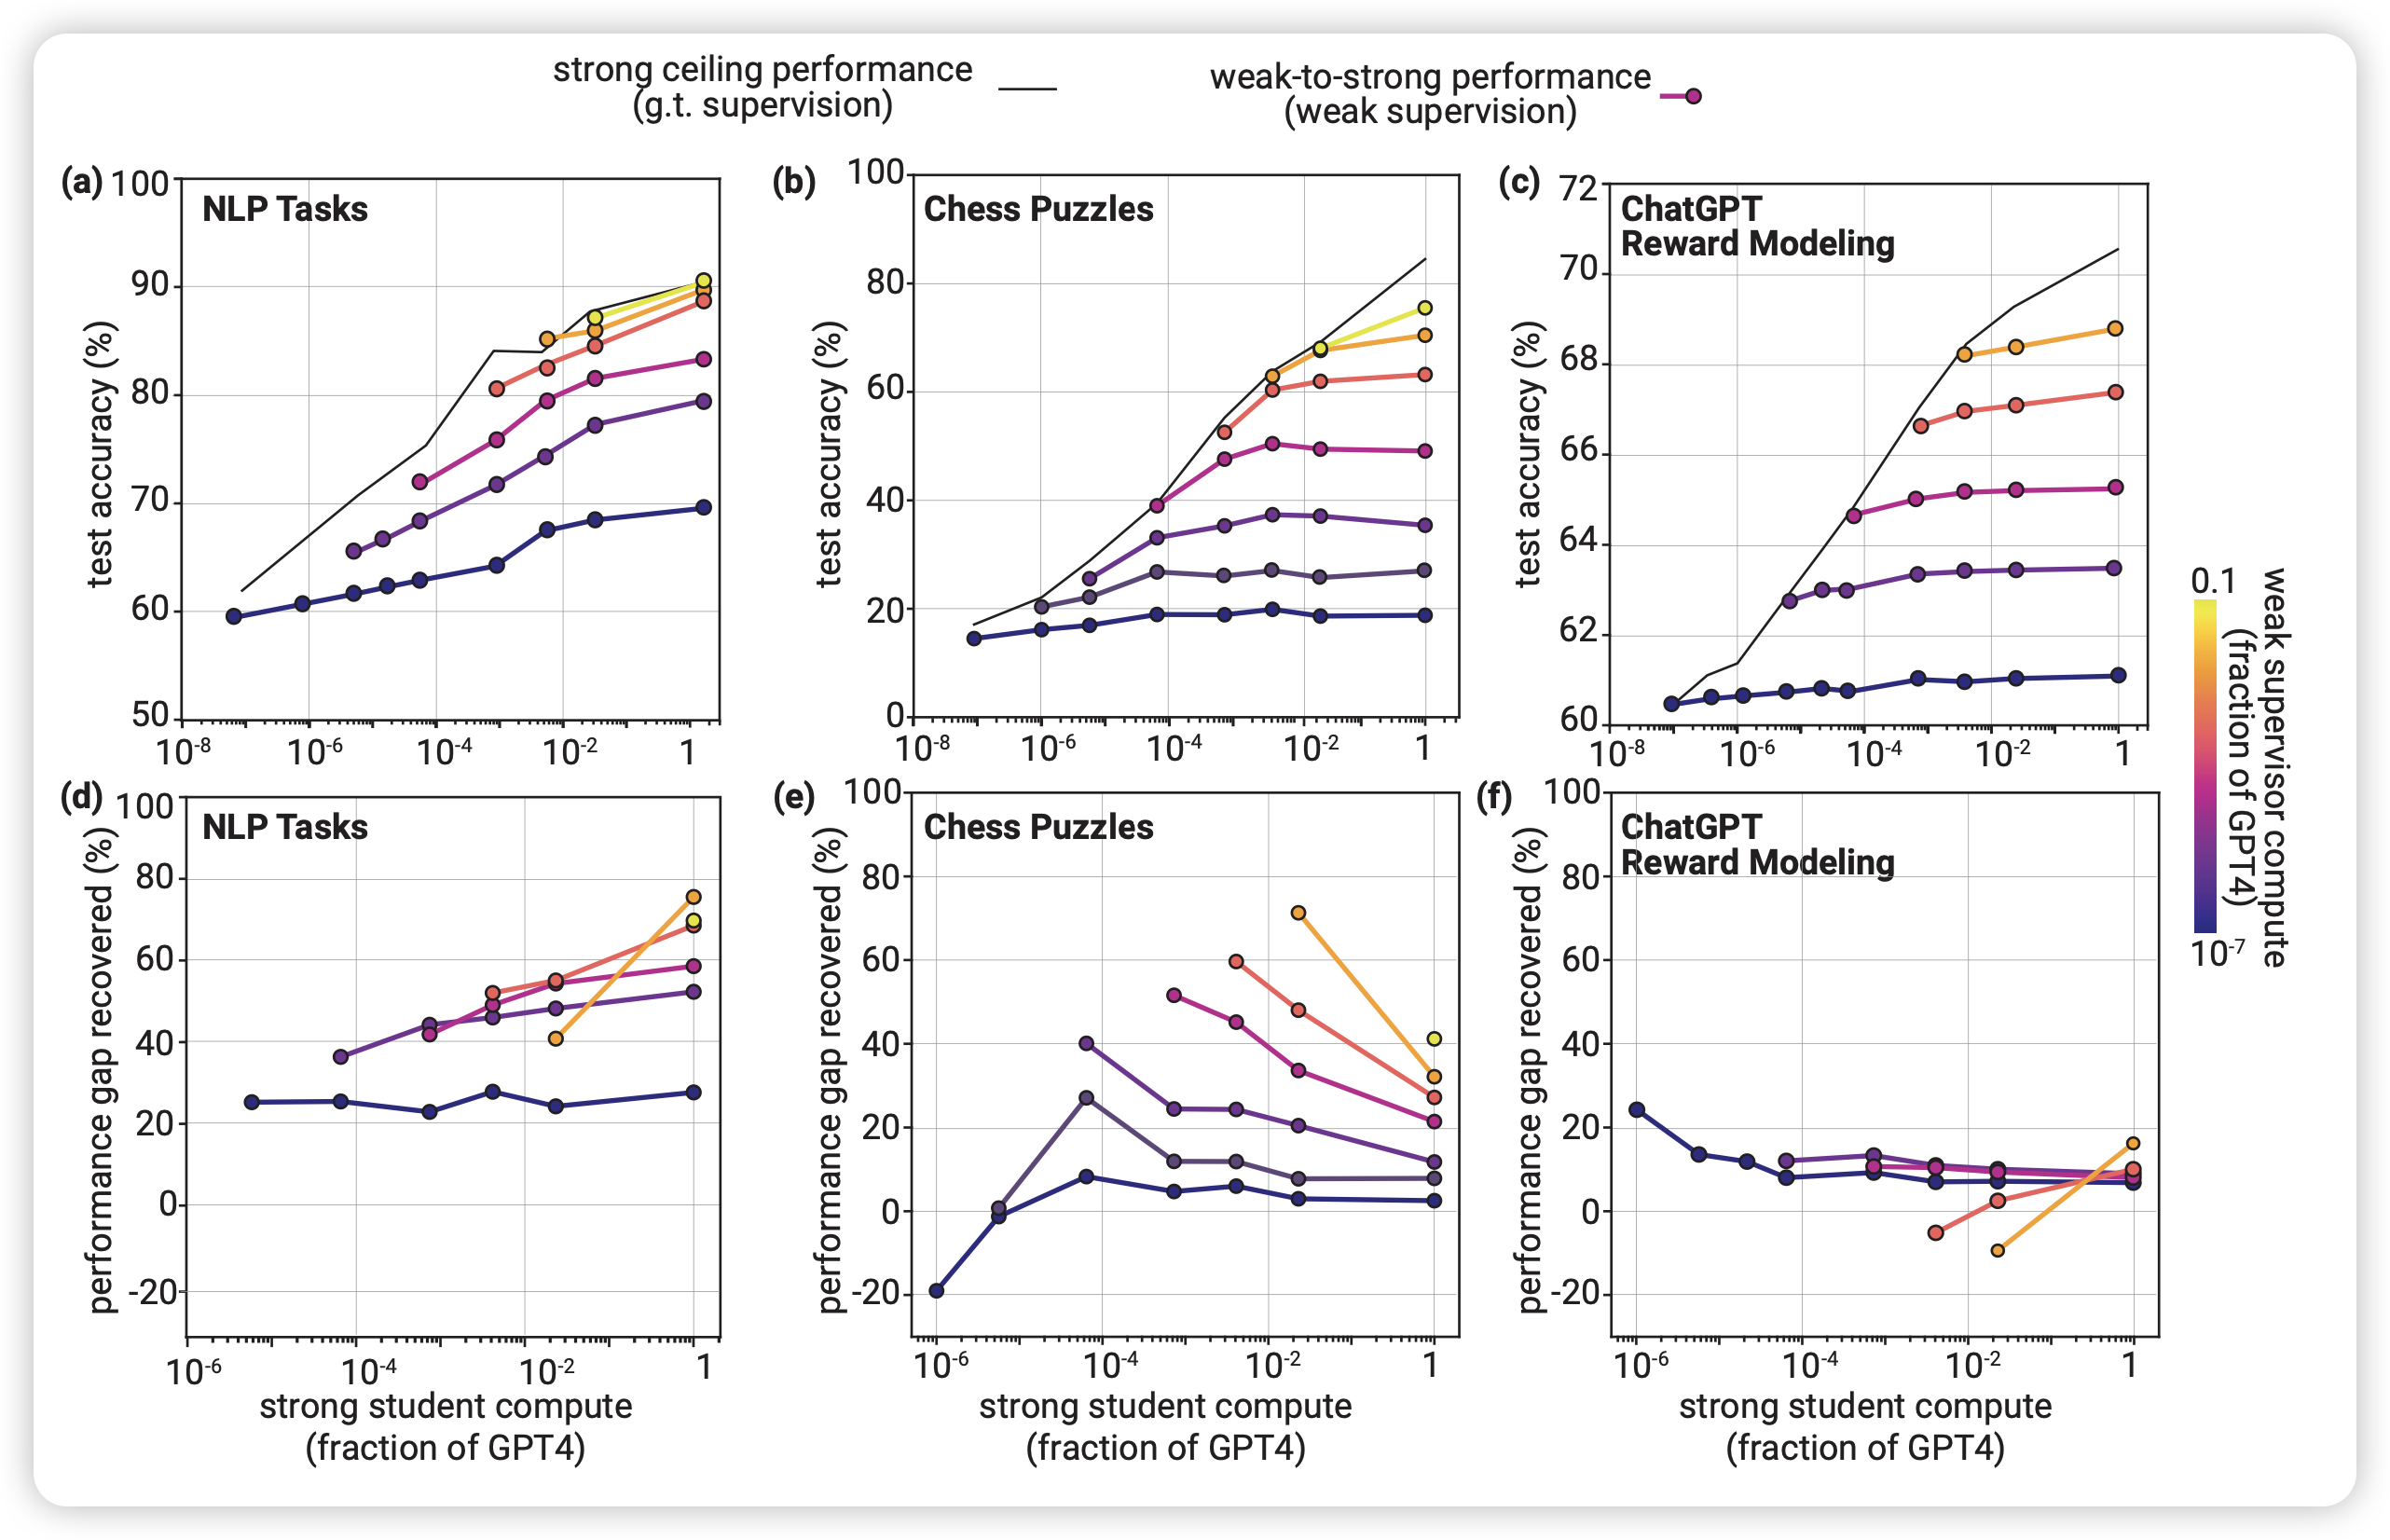 strong ceiling performance
(g.t. supervision)
weak-to-strong performance
(weak supervision)
(a)
NLP Tasks
test accuracy (%)
100
90
80
70
60
50
10-8
10-6
10-4
10-2
1
(b)
Chess Puzzles
test accuracy (%)
100
80
60
40
20
0
10-8
10-6
10-4
10-2
1
(c)
ChatGPT
Reward Modeling
test accuracy (%)
72
70
68
66
64
62
60
10-8
10-6
10-4
10-2
1
0.1
weak supervisor compute
(fraction of GPT4)
10-7
(d)
NLP Tasks
performance gap recovered (%)
100
80
60
40
20
0
-20
10-6
10-4
10-2
1
strong student compute
(fraction of GPT4)
(e)
Chess Puzzles
performance gap recovered (%)
100
80
60
40
20
0
-20
10-6
10-4
10-2
1
strong student compute
(fraction of GPT4)
(f)
ChatGPT
Reward Modeling
performance gap recovered (%)
100
80
60
40
20
0
-20
10-6
10-4
10-2
1
strong student compute
(fraction of GPT4)